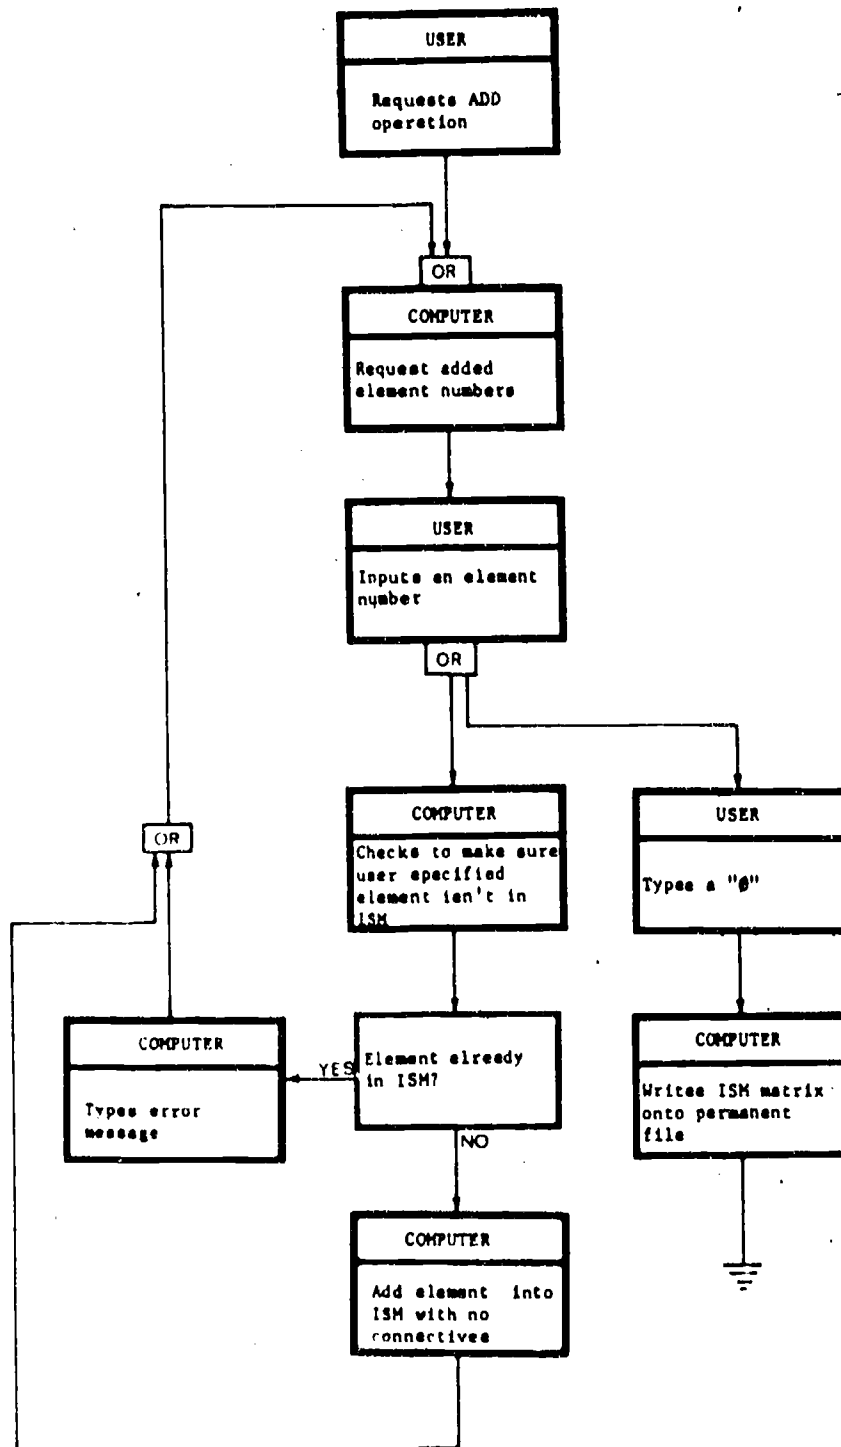 USER
Requests ADD
operation
OR
COMPUTER
Request added
element numbers
USER
Inputs an element
number
OR
COMPUTER
Checks to make sure
user specified
element isn't in
ISM
USER
Types a "Ø"
OR
COMPUTER
Types error
message
YES
Element already
in ISM?
NO
COMPUTER
Writes ISM matrix
onto permanent
file
COMPUTER
Add element into
ISM with no
connectives